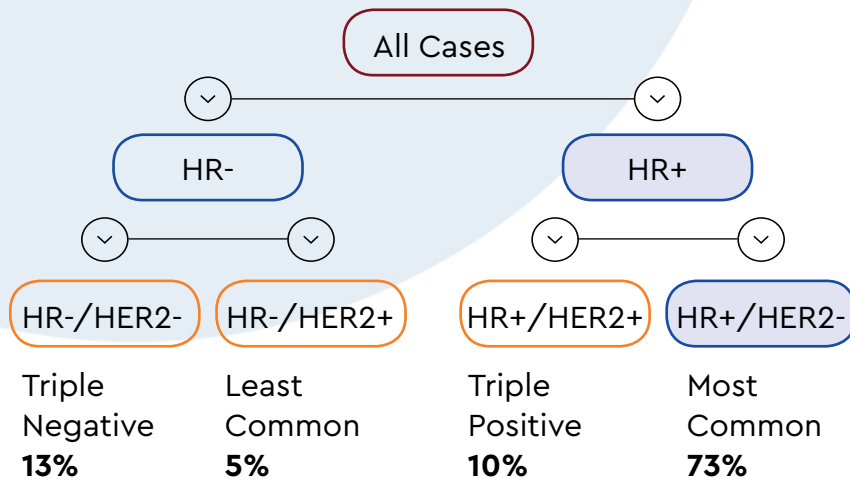 All Cases
HR-
HR+
HR-/HER2-
HR-/HER2+
HR+/HER2+
HR+/HER2-
Triple
Negative
13%
Least
Common
5%
Triple
Positive
10%
Most
Common
73%